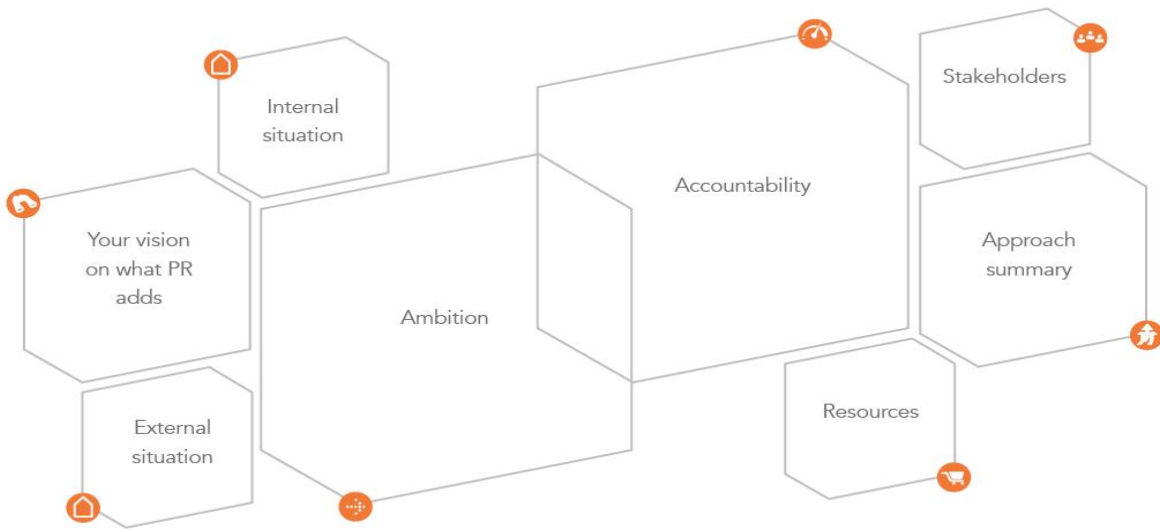 Internal
situation
Your vision
on what PR
adds
External
situation
Ambition
Accountability
Stakeholders
Approach
summary
Resources